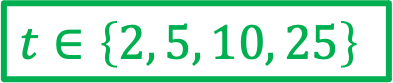 t ∈ {2, 5, 10, 25}